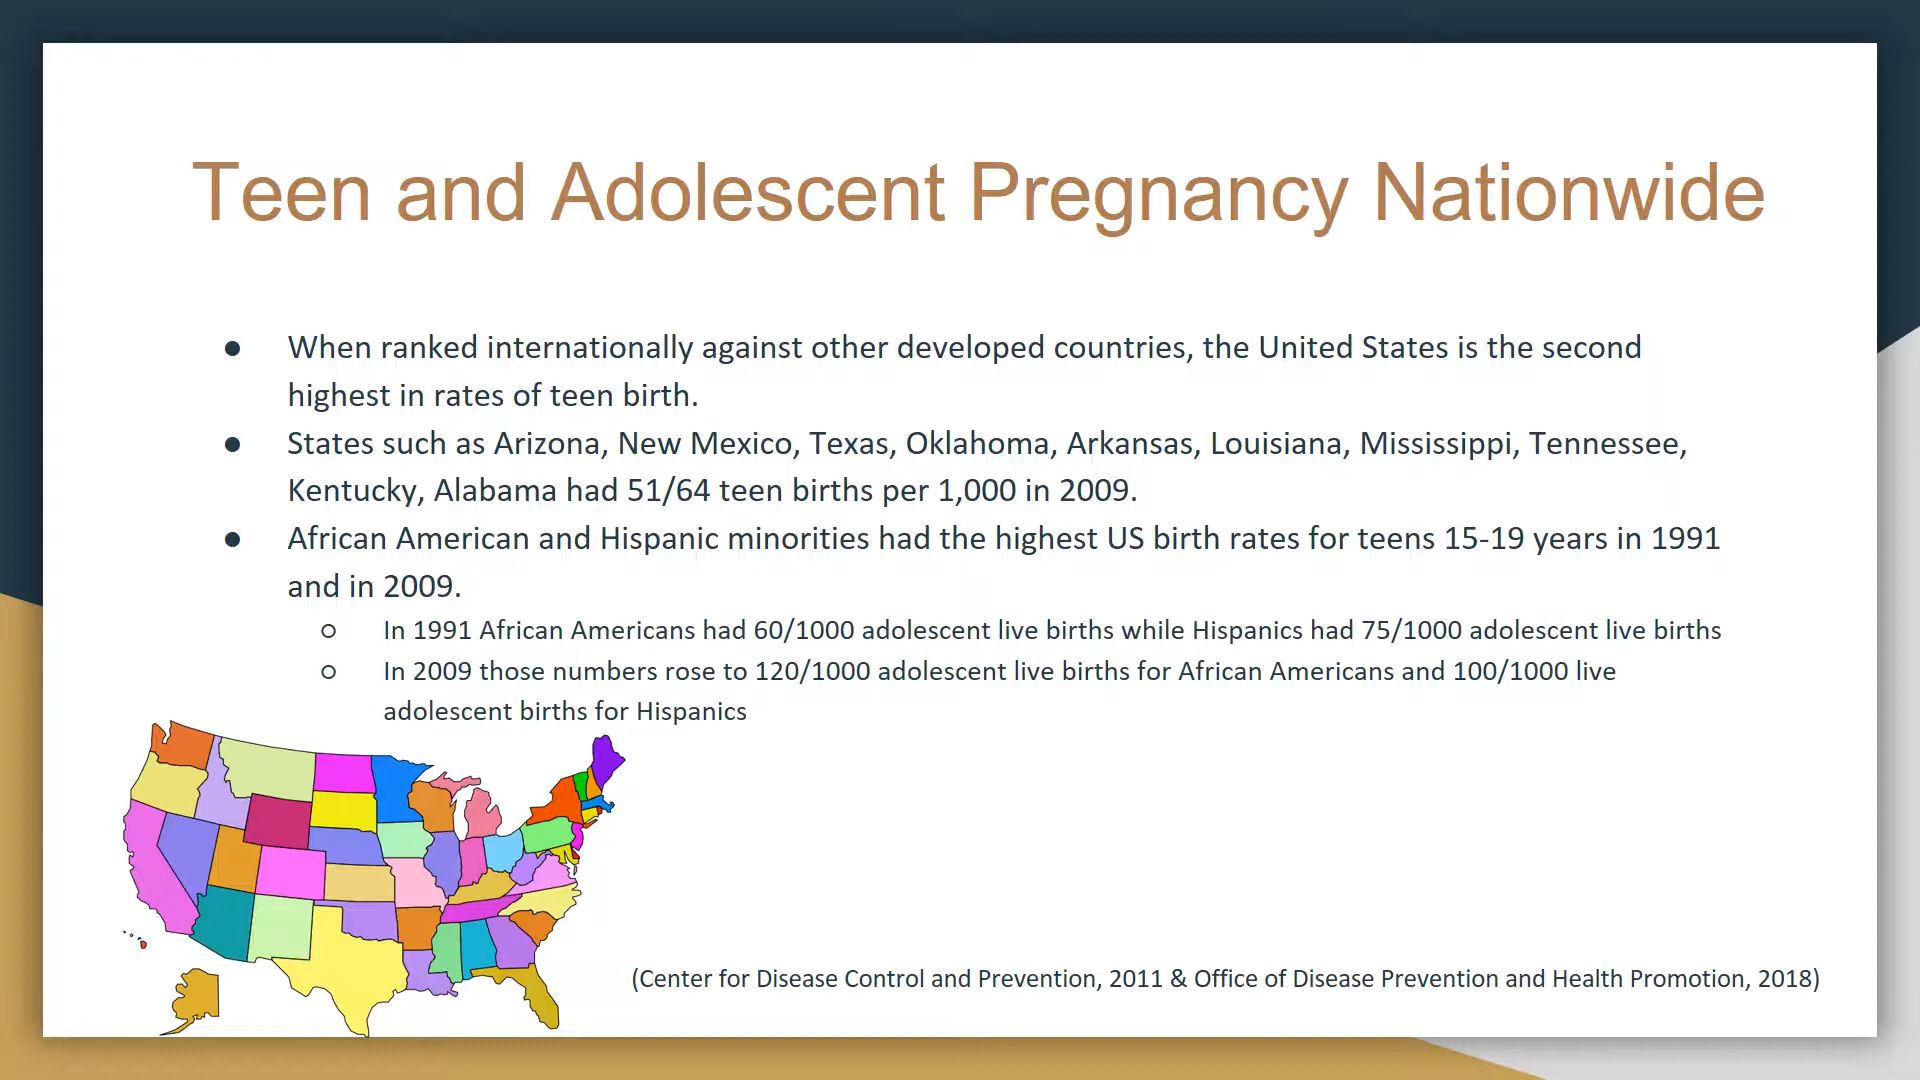 Teen and Adolescent Pregnancy Nationwide
● When ranked internationally against other developed countries, the United States is the second
highest in rates of teen birth.
● States such as Arizona, New Mexico, Texas, Oklahoma, Arkansas, Louisiana, Mississippi, Tennessee,
Kentucky, Alabama had 51/64 teen births per 1,000 in 2009.
● African American and Hispanic minorities had the highest US birth rates for teens 15-19 years in 1991
and in 2009.
○ In 1991 African Americans had 60/1000 adolescent live births while Hispanics had 75/1000 adolescent live births
○ In 2009 those numbers rose to 120/1000 adolescent live births for African Americans and 100/1000 live
adolescent births for Hispanics
(Center for Disease Control and Prevention, 2011 & Office of Disease Prevention and Health Promotion, 2018)